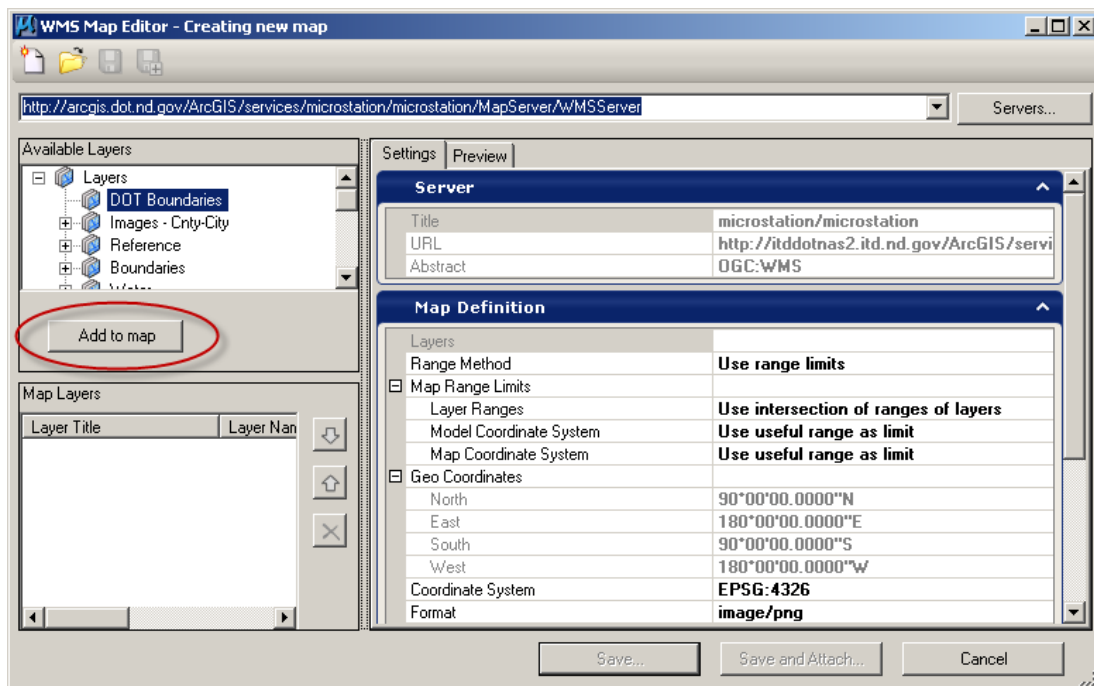 WMS Map Editor - Creating new map
http://arcgis.dot.nd.gov/ArcGIS/services/microstation/microstation/MapServer/WMSServer
Servers...
Available Layers
Layers
DOT Boundaries
Images - Cnty-City
Reference
Boundaries
Add to map
Map Layers
Layer Title Layer Nan
Settings Preview
Server
Title microstation/microstation
URL http://itddotnas2.itd.nd.gov/ArcGIS/servi
Abstract OGC:WMS
Map Definition
Layers
Range Method Use range limits
Map Range Limits
Layer Ranges Use intersection of ranges of layers
Model Coordinate System Use useful range as limit
Map Coordinate System Use useful range as limit
Geo Coordinates
North 90°00'00.0000"N
East 180°00'00.0000"E
South 90°00'00.0000"S
West 180°00'00.0000"W
Coordinate System EPSG:4326
Format image/png
Save... Save and Attach... Cancel